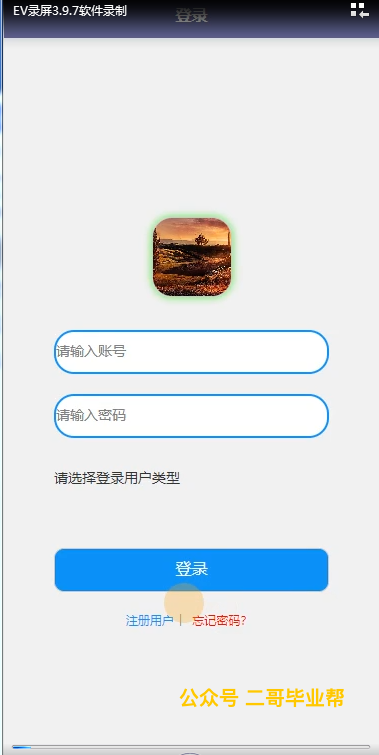 EV录屏3.9.7软件录制
登录
请输入账号
请输入密码
请选择登录用户类型
登录
注册用户 | 忘记密码?
公众号 二哥毕业帮